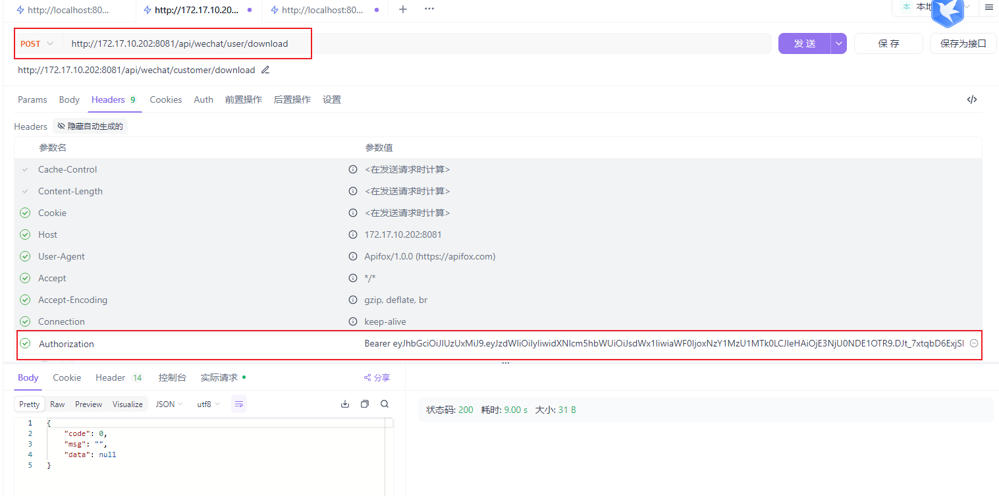 http://localhost:80...
http://172.17.10.20...
http://localhost:80...
本 本地
POST http://172.17.10.202:8081/api/wechat/user/download
发 送
保 存
保存为接口
http://172.17.10.202:8081/api/wechat/customer/download
Params Body Headers 9 Cookies Auth 前置操作 后置操作 设置
Headers 隐藏自动生成的
参数名 参数值
Cache-Control <在发送请求时计算>
Content-Length <在发送请求时计算>
Cookie <在发送请求时计算>
Host 172.17.10.202:8081
User-Agent Apifox/1.0.0 (https://apifox.com)
Accept */*
Accept-Encoding gzip, deflate, br
Connection keep-alive
Authorization Bearer
Body Cookie Header 14 控制台 实际请求 分享
Pretty Raw Preview Visualize JSON utf8
状态码: 200 耗时: 9.00 s 大小: 31 B
1 {
2 "code": 0,
3 "msg": "",
4 "data": null
5 }